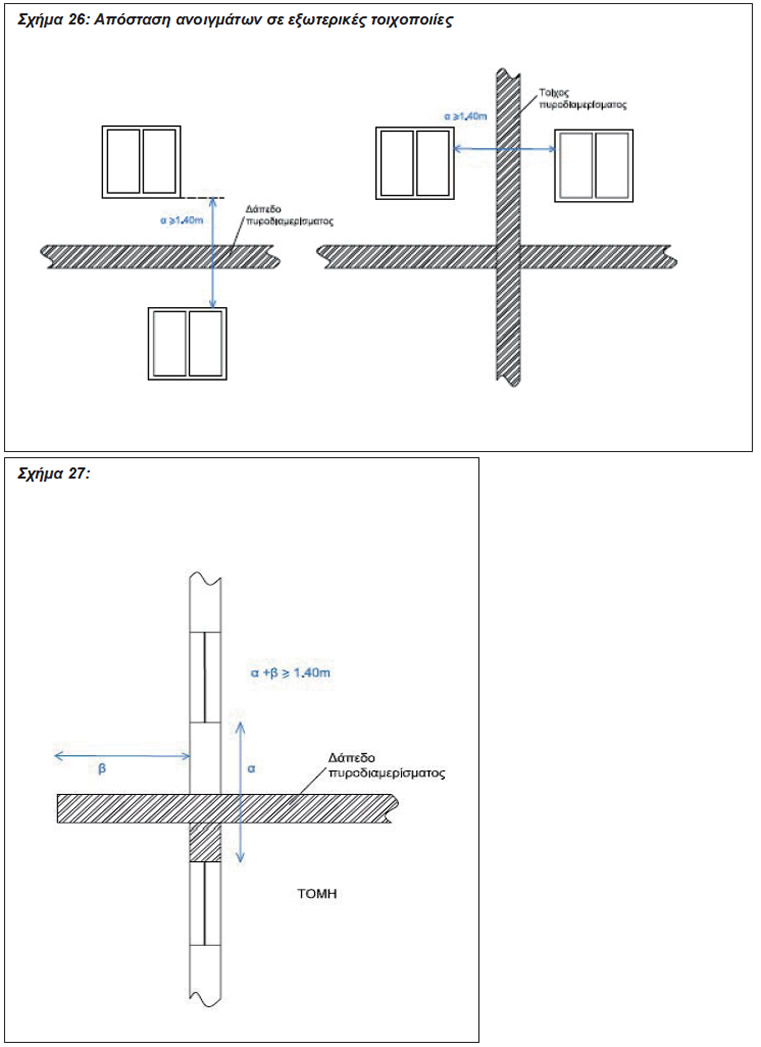 Σχήμα 26: Απόσταση ανοιγμάτων σε εξωτερικές τοιχοποιίες
Τοίχος
πυροδιαμερίσματος
α ≥1.40m
Δάπεδο
πυροδιαμερίσματος
α ≥1.40m
Σχήμα 27:
α +β ≥ 1.40m
Δάπεδο
πυροδιαμερίσματος
β
α
ΤΟΜΗ